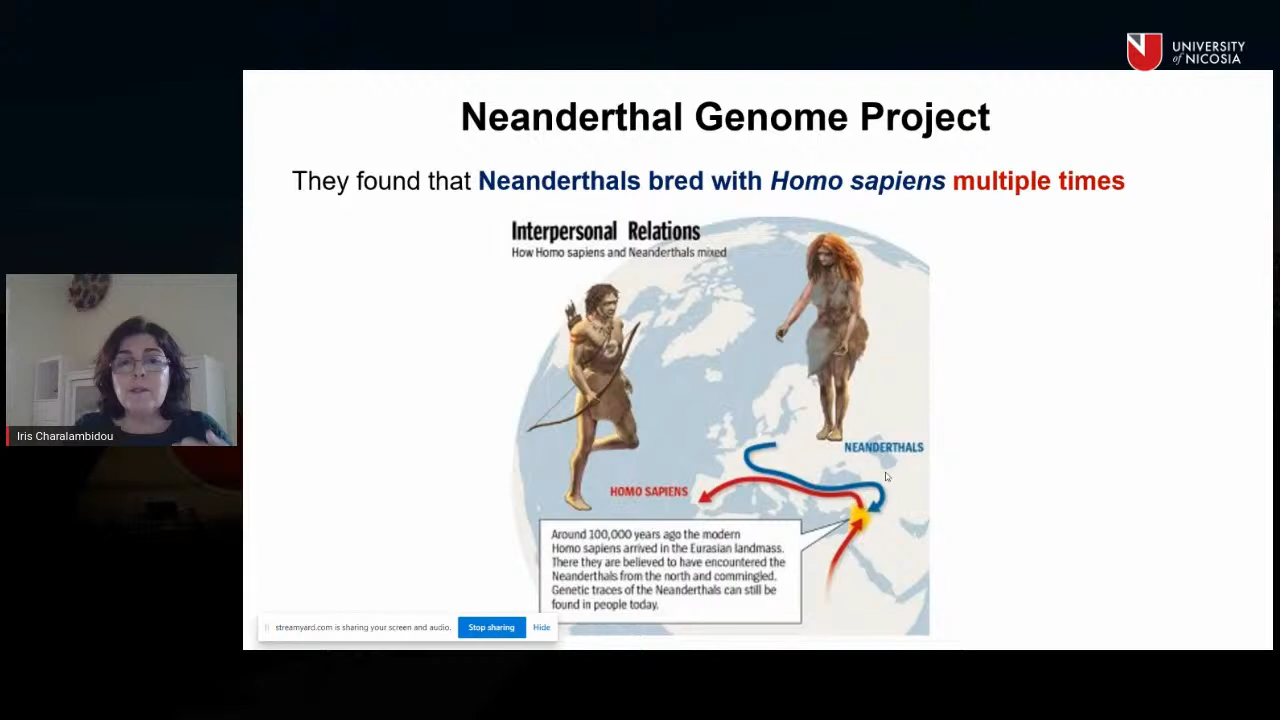 UNIVERSITY
of NICOSIA
Neanderthal Genome Project
They found that Neanderthals bred with Homo sapiens multiple times
Interpersonal Relations
How Homo sapiens and Neanderthals mixed
NEANDERTHALS
HOMO SAPIENS
Around 100,000 years ago the modern
Homo sapiens arrived in the Eurasian landmass.
There they are believed to have encountered the
Neanderthals from the north and commingled.
Genetic traces of the Neanderthals can still be
found in people today.
Iris Charalambidou
streamyard.com is sharing your screen and audio. Stop sharing Hide